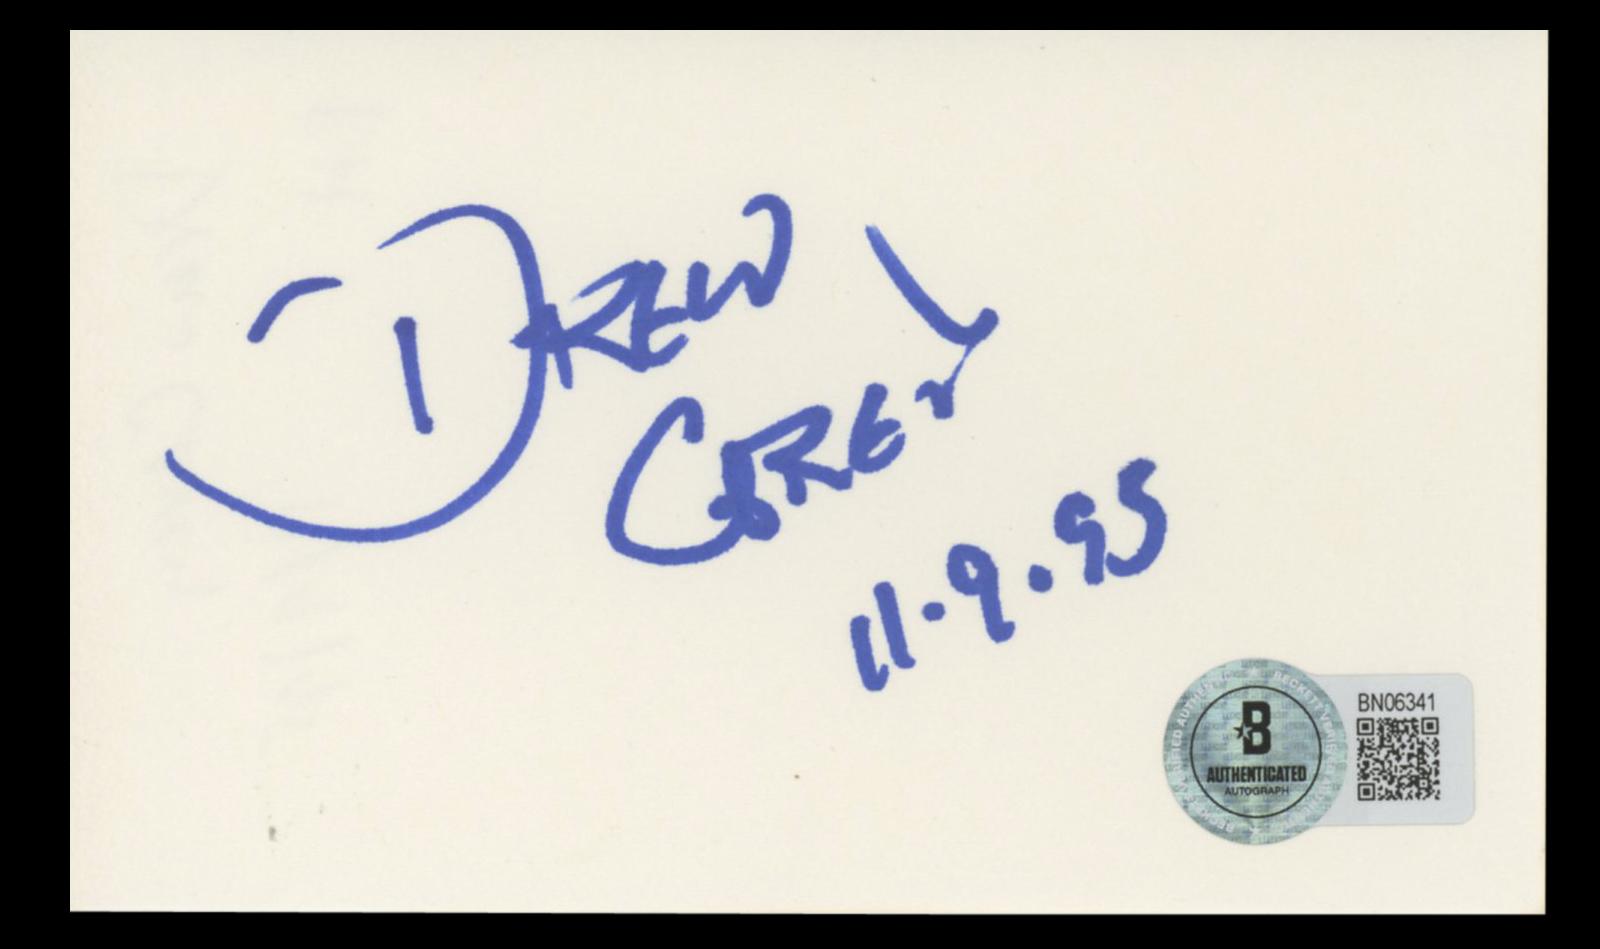 DREW
CAREY
11.9.95
BN06341
B
AUTHENTICATED
AUTOGRAPH